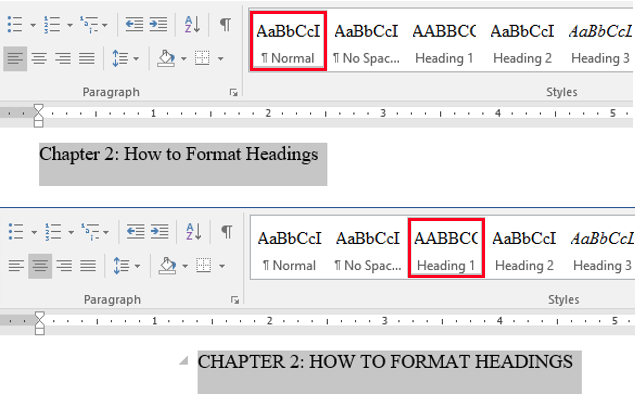 AaBbCcI AaBbCcI AABBCC AaBbCcI AaBbCcI
¶ Normal ¶ No Spac... Heading 1 Heading 2 Heading 3
Paragraph Styles
1 2 3 4 5
Chapter 2: How to Format Headings
AaBbCcI AaBbCcI AABBCC AaBbCcI AaBbCcI
¶ Normal ¶ No Spac... Heading 1 Heading 2 Heading 3
Paragraph Styles
1 2 3 4 5
CHAPTER 2: HOW TO FORMAT HEADINGS